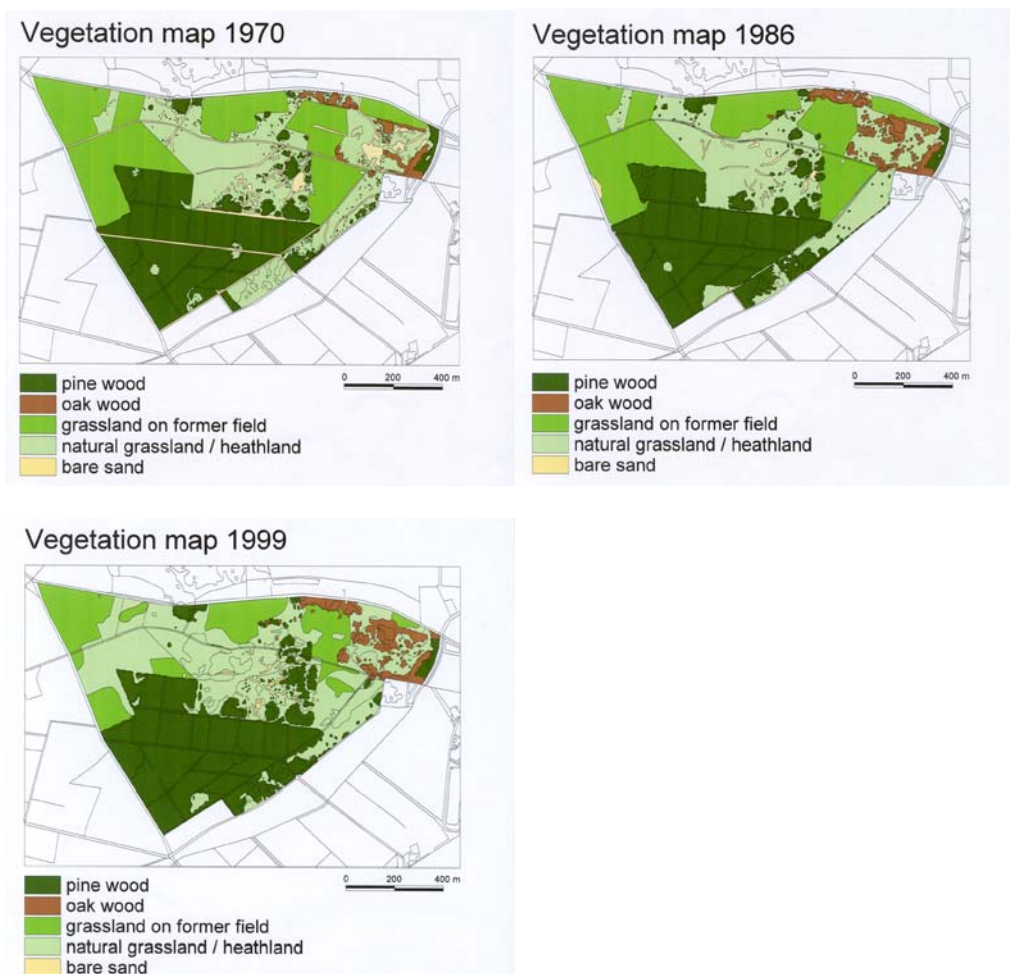 Vegetation map 1970
0 200 400 m
pine wood
oak wood
grassland on former field
natural grassland / heathland
bare sand
Vegetation map 1986
0 200 400 m
pine wood
oak wood
grassland on former field
natural grassland / heathland
bare sand
Vegetation map 1999
0 200 400 m
pine wood
oak wood
grassland on former field
natural grassland / heathland
bare sand